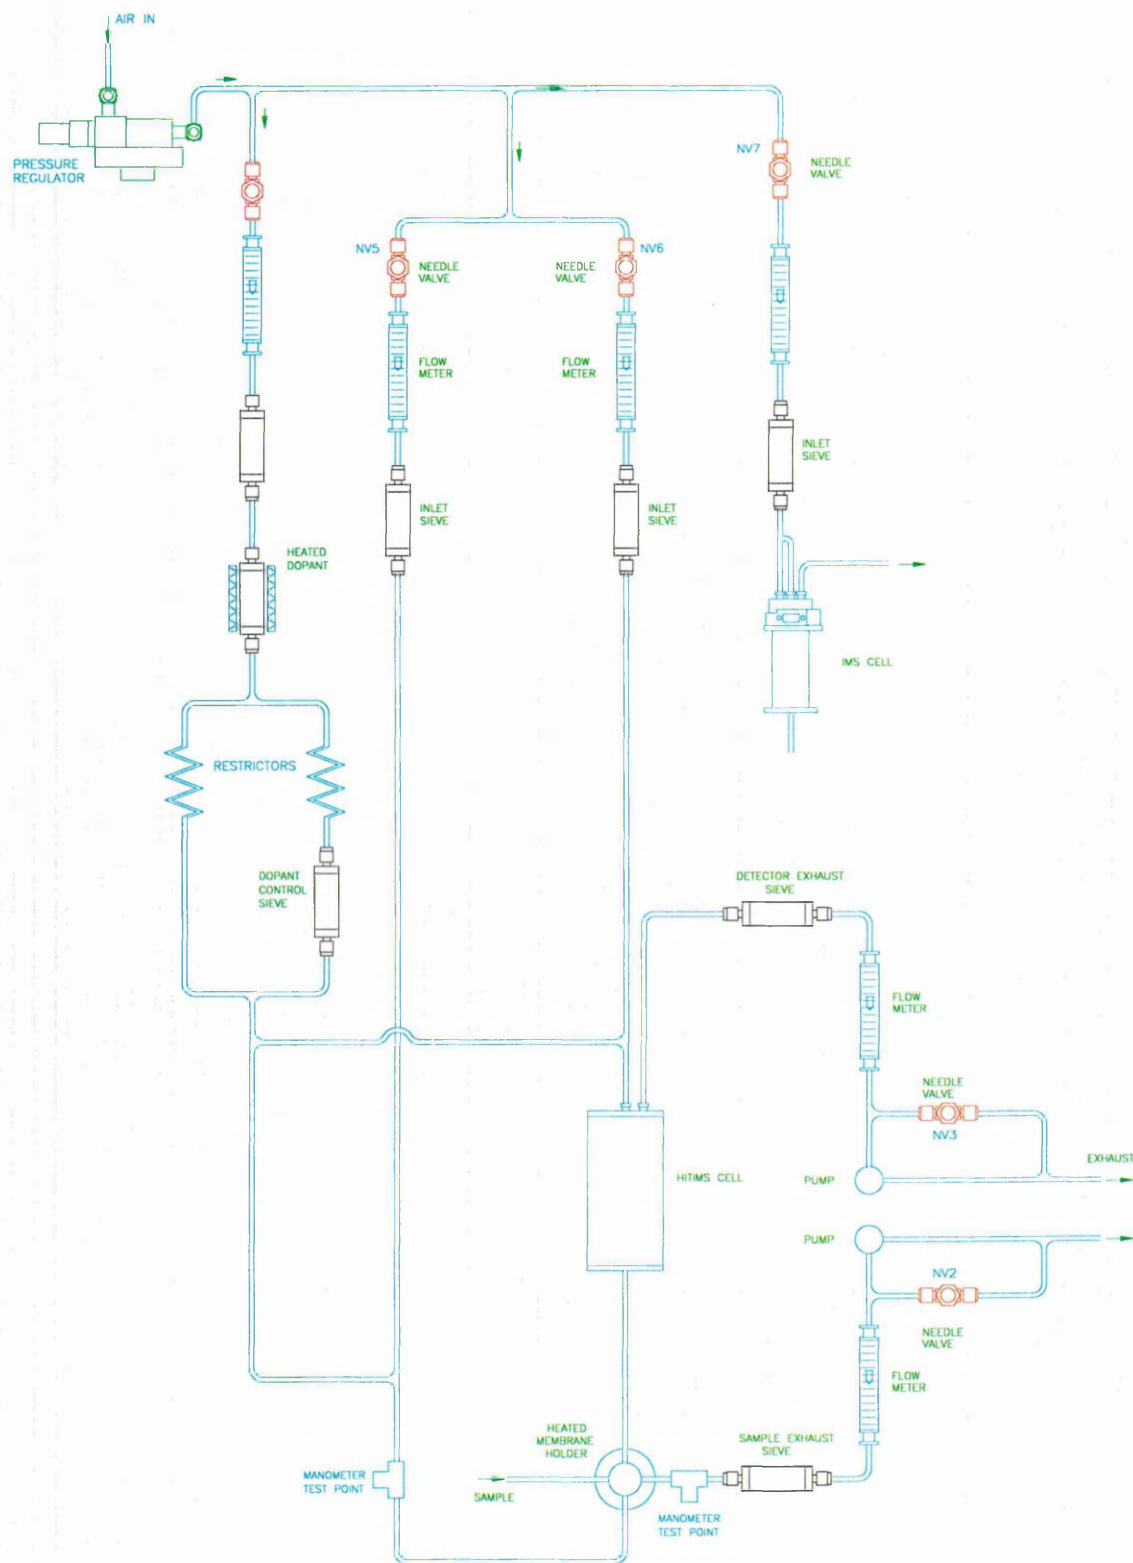 AIR IN
PRESSURE
REGULATOR
NV7
NEEDLE
VALVE
NV5
NEEDLE
VALVE
NEEDLE
VALVE
NV6
FLOW
METER
FLOW
METER
INLET
SIEVE
INLET
SIEVE
INLET
SIEVE
HEATED
DOPANT
IMS CELL
RESTRICTORS
DOPANT
CONTROL
SIEVE
DETECTOR EXHAUST
SIEVE
FLOW
METER
NEEDLE
VALVE
NV3
HITIMS CELL
PUMP
EXHAUST
PUMP
NV2
NEEDLE
VALVE
FLOW
METER
HEATED
MEMBRANE
HOLDER
SAMPLE EXHAUST
SIEVE
MANOMETER
TEST POINT
SAMPLE
MANOMETER
TEST POINT